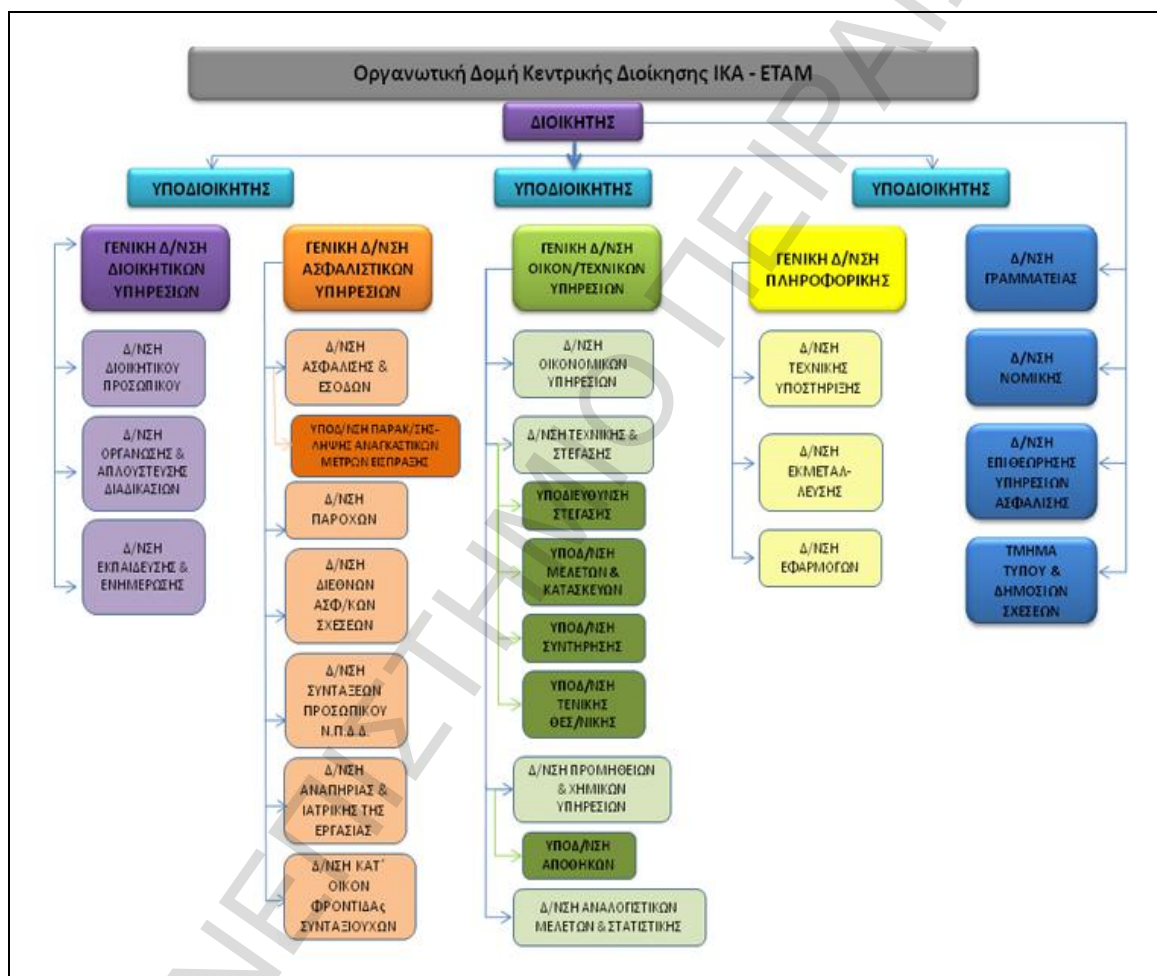 Οργανωτική Δομή Κεντρικής Διοίκησης ΙΚΑ - ΕΤΑΜ
ΔΙΟΙΚΗΤΗΣ
ΥΠΟΔΙΟΙΚΗΤΗΣ
ΥΠΟΔΙΟΙΚΗΤΗΣ
ΥΠΟΔΙΟΙΚΗΤΗΣ
ΓΕΝΙΚΗ Δ/ΝΣΗ
ΔΙΟΙΚΗΤΙΚΩΝ
ΥΠΗΡΕΣΙΩΝ
Δ/ΝΣΗ
ΔΙΟΙΚΗΤΙΚΟΥ
ΠΡΟΣΩΠΙΚΟΥ
Δ/ΝΣΗ
ΟΡΓΑΝΩΣΗΣ &
ΑΠΛΟΥΣΤΕΥΣΗΣ
ΔΙΑΔΙΚΑΣΙΩΝ
Δ/ΝΣΗ
ΕΚΠΑΙΔΕΥΣΗΣ &
ΕΝΗΜΕΡΩΣΗΣ
ΓΕΝΙΚΗ Δ/ΝΣΗ
ΑΣΦΑΛΙΣΤΙΚΩΝ
ΥΠΗΡΕΣΙΩΝ
Δ/ΝΣΗ
ΑΣΦΑΛΙΣΗΣ &
ΕΣΟΔΩΝ
ΥΠΟΔ/ΝΣΗ ΠΑΡΑΚ/ΣΗΣ-
ΛΗΨΗΣ ΑΝΑΓΚΑΣΤΙΚΩΝ
ΜΕΤΡΩΝ ΕΙΣΠΡΑΞΗΣ
Δ/ΝΣΗ
ΠΑΡΟΧΩΝ
Δ/ΝΣΗ
ΔΙΕΘΝΩΝ
ΑΣΦ/ΚΩΝ
ΣΧΕΣΕΩΝ
Δ/ΝΣΗ
ΣΥΝΤΑΞΕΩΝ
ΠΡΟΣΩΠΙΚΟΥ
Ν.Π.Δ.Δ.
Δ/ΝΣΗ
ΑΝΑΠΗΡΙΑΣ &
ΙΑΤΡΙΚΗΣ ΤΗΣ
ΕΡΓΑΣΙΑΣ
Δ/ΝΣΗ ΚΑΤ΄
ΟΙΚΟΝ
ΦΡΟΝΤΙΔΑς
ΣΥΝΤΑΞΙΟΥΧΩΝ
ΓΕΝΙΚΗ Δ/ΝΣΗ
ΟΙΚΟΝ/ΤΕΧΝΙΚΩΝ
ΥΠΗΡΕΣΙΩΝ
Δ/ΝΣΗ
ΟΙΚΟΝΟΜΙΚΩΝ
ΥΠΗΡΕΣΙΩΝ
Δ/ΝΣΗ ΤΕΧΝΙΚΗΣ &
ΣΤΕΓΑΣΗΣ
ΥΠΟΔΙΕΥΘΥΝΣΗ
ΣΤΕΓΑΣΗΣ
ΥΠΟΔ/ΝΣΗ
ΜΕΛΕΤΩΝ &
ΚΑΤΑΣΚΕΥΩΝ
ΥΠΟΔ/ΝΣΗ
ΣΥΝΤΗΡΗΣΗΣ
ΥΠΟΔ/ΝΣΗ
ΤΕΝΙΚΗΣ
ΘΕΣ/ΝΙΚΗΣ
Δ/ΝΣΗ ΠΡΟΜΗΘΕΙΩΝ
& ΧΗΜΙΚΩΝ
ΥΠΗΡΕΣΙΩΝ
ΥΠΟΔ/ΝΣΗ
ΑΠΟΘΗΚΩΝ
Δ/ΝΣΗ ΑΝΑΛΟΓΙΣΤΙΚΩΝ
ΜΕΛΕΤΩΝ & ΣΤΑΤΙΣΤΙΚΗΣ
ΓΕΝΙΚΗ Δ/ΝΣΗ
ΠΛΗΡΟΦΟΡΙΚΗΣ
Δ/ΝΣΗ
ΤΕΧΝΙΚΗΣ
ΥΠΟΣΤΗΡΙΞΗΣ
Δ/ΝΣΗ
ΕΚΜΕΤΑΛ-
ΛΕΥΣΗΣ
Δ/ΝΣΗ
ΕΦΑΡΜΟΓΩΝ
Δ/ΝΣΗ
ΓΡΑΜΜΑΤΕΙΑΣ
Δ/ΝΣΗ
ΝΟΜΙΚΗΣ
Δ/ΝΣΗ
ΕΠΙΘΕΩΡΗΣΗΣ
ΥΠΗΡΕΣΙΩΝ
ΑΣΦΑΛΙΣΗΣ
ΤΜΗΜΑ
ΤΥΠΟΥ &
ΔΗΜΟΣΙΩΝ
ΣΧΕΣΕΩΝ